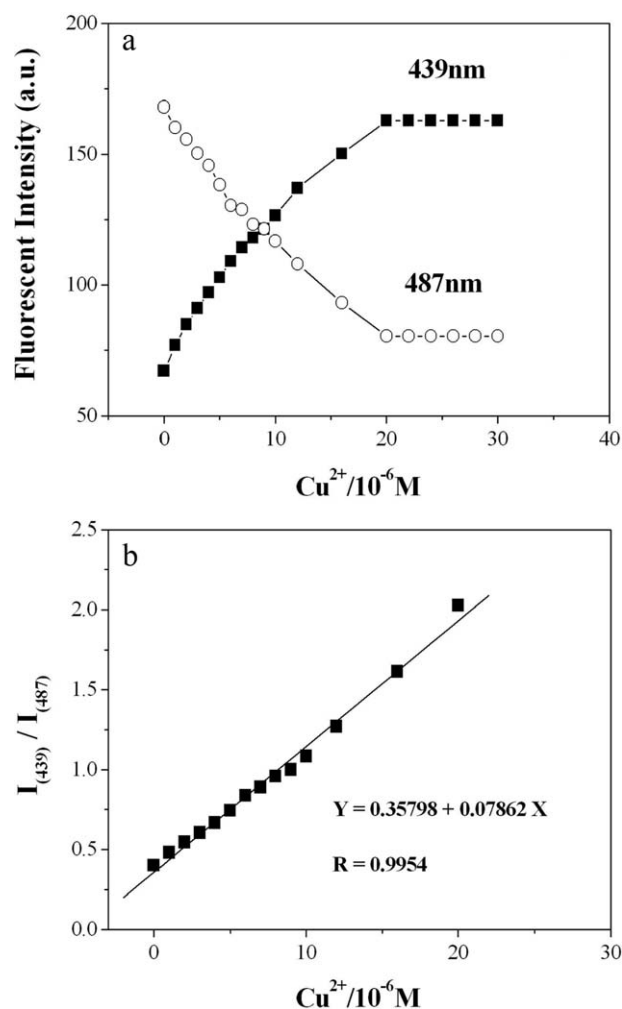 a
439nm
487nm
200
150
100
50
Fluorescent Intensity (a.u.)
0 10 20 30 40
Cu²⁺/10⁻⁶M
b
2.5
2.0
1.5
1.0
0.5
0.0
I(439) / I(487)
Y = 0.35798 + 0.07862 X
R = 0.9954
0 10 20 30
Cu²⁺/10⁻⁶M